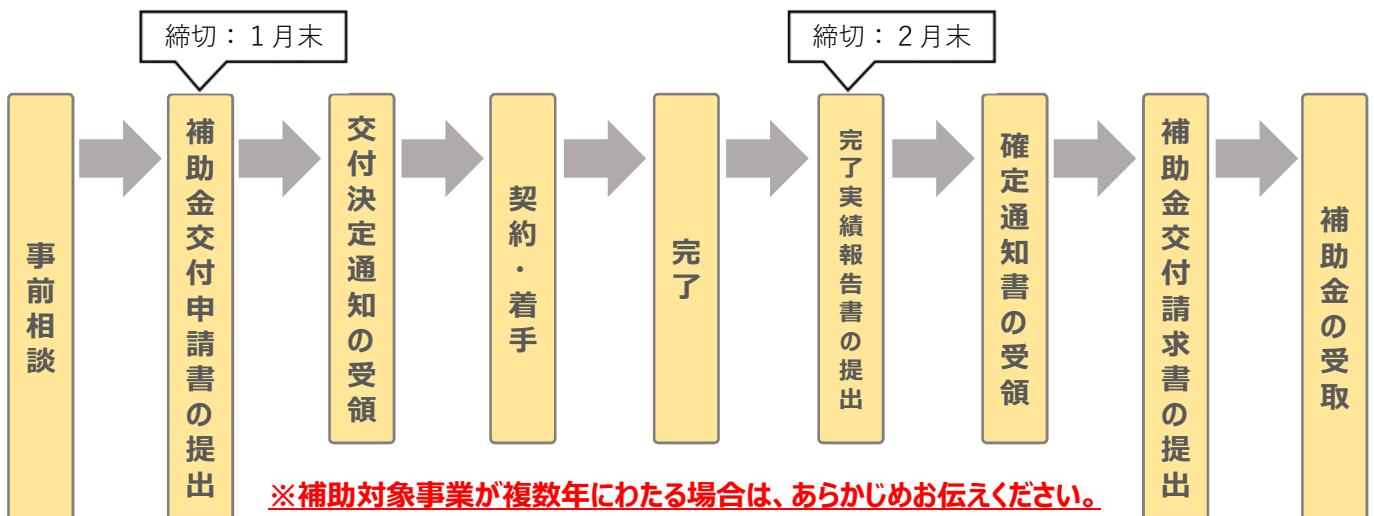 締切：１月末
締切：２月末
事前相談
補助金交付申請書の提出
交付決定通知の受領
契約・着手
完了
完了実績報告書の提出
確定通知書の受領
補助金交付請求書の提出
補助金の受取
※補助対象事業が複数年にわたる場合は、あらかじめお伝えください。